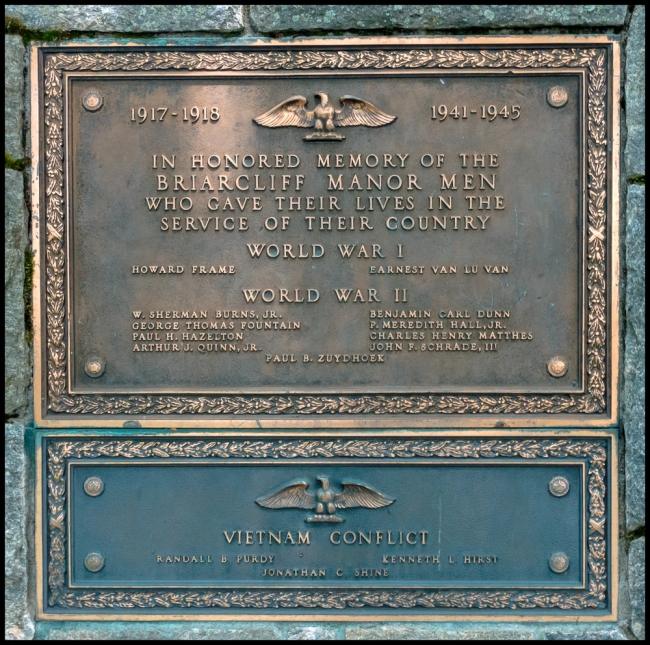 1917-1918 1941-1945
IN HONORED MEMORY OF THE
BRIARCLIFF MANOR MEN
WHO GAVE THEIR LIVES IN THE
SERVICE OF THEIR COUNTRY
WORLD WAR I
HOWARD FRAME EARNEST VAN LU VAN
WORLD WAR II
W. SHERMAN BURNS, JR. BENJAMIN CARL DUNN
GEORGE THOMAS FOUNTAIN P. MEREDITH HALL, JR.
PAUL H. HAZELTON CHARLES HENRY MATTHES
ARTHUR J. QUINN, JR. JOHN F. SCHRADE, III
PAUL B. ZUYDHOEK
VIETNAM CONFLICT
RANDALL B PURDY KENNETH L HIRST
JONATHAN C SHINE